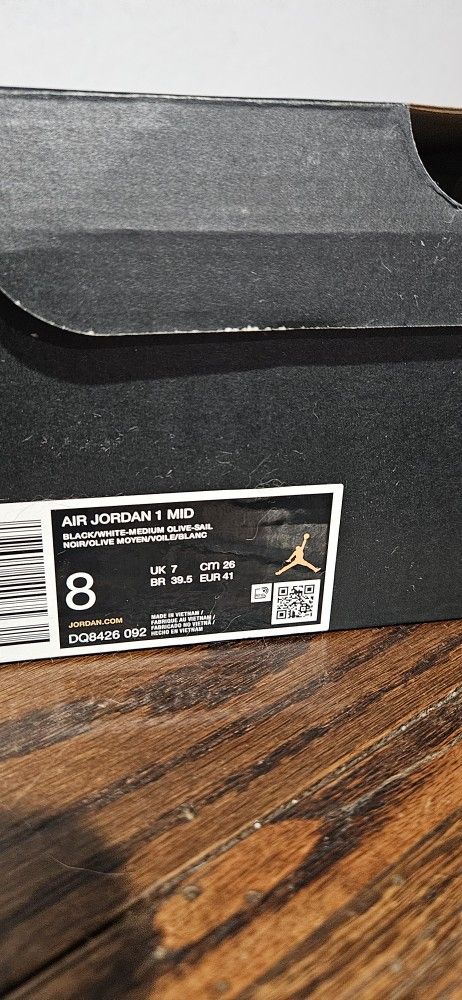 AIR JORDAN 1 MID
BLACK/WHITE-MEDIUM OLIVE-SAIL
NOIR/OLIVE MOYEN/VOILE/BLANC
8
UK 7 cm 26
BR 39.5 EUR 41
JORDAN.COM
DQ8426 092
MADE IN VIETNAM /
FABRIQUE AU VIETNAM /
FABRICADO NO VIETNÃ /
HECHO EN VIETNAM